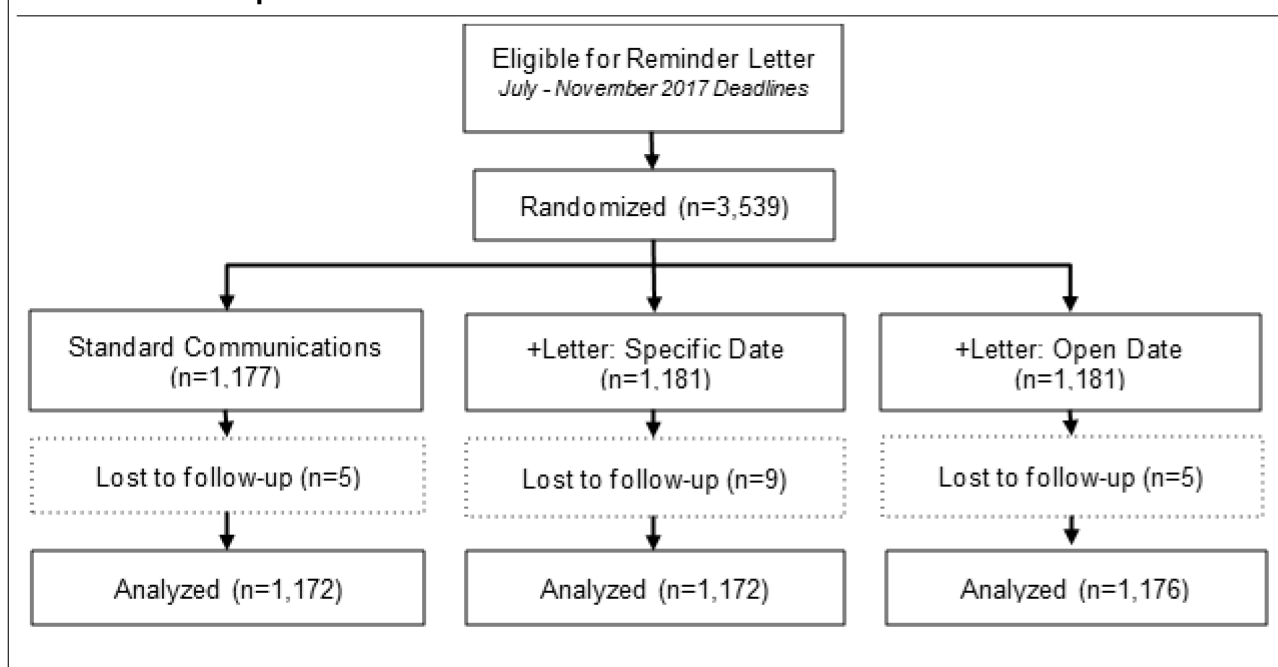 Eligible for Reminder Letter
July - November 2017 Deadlines
Randomized (n=3,539)
Standard Communications
(n=1,177)
+Letter: Specific Date
(n=1,181)
+Letter: Open Date
(n=1,181)
Lost to follow-up (n=5)
Lost to follow-up (n=9)
Lost to follow-up (n=5)
Analyzed (n=1,172)
Analyzed (n=1,172)
Analyzed (n=1,176)